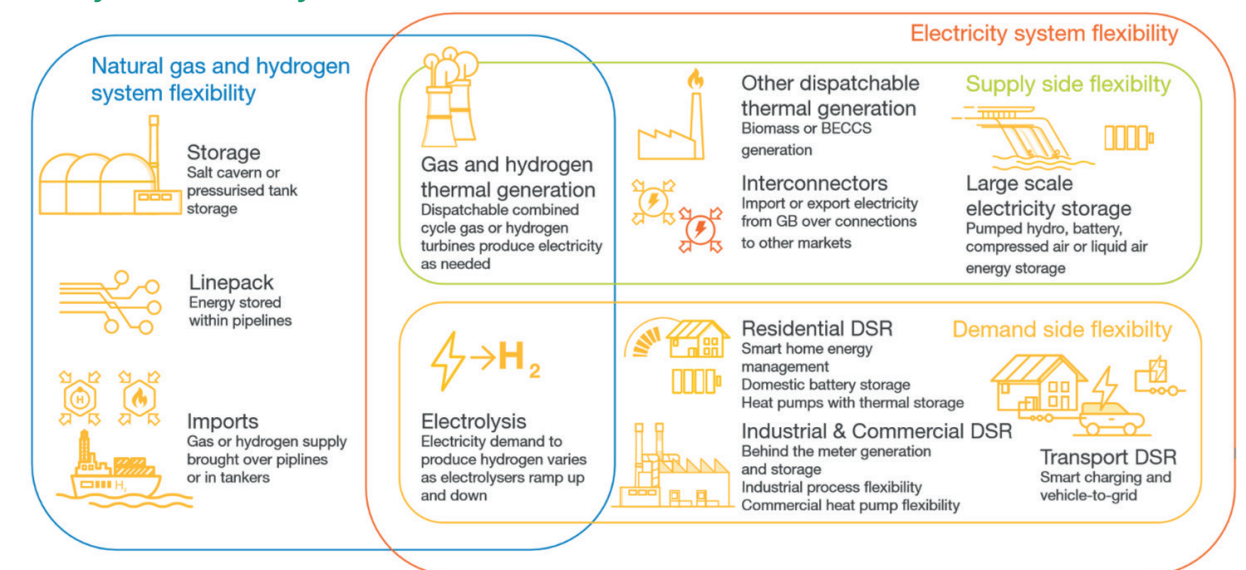 Electricity system flexibility
Natural gas and hydrogen
system flexibility
Storage
Salt cavern or
pressurised tank
storage
Linepack
Energy stored
within pipelines
H
H
Imports
Gas or hydrogen supply
brought over piplines
or in tankers
Gas and hydrogen
thermal generation
Dispatchable combined
cycle gas or hydrogen
turbines produce electricity
as needed
Other dispatchable
thermal generation
Biomass or BECCS
generation
Interconnectors
Import or export electricity
from GB over connections
to other markets
Supply side flexibilty
Large scale
electricity storage
Pumped hydro, battery,
compressed air or liquid air
energy storage
H2
Electrolysis
Electricity demand to
produce hydrogen varies
as electrolysers ramp up
and down
Residential DSR
Smart home energy
management
Domestic battery storage
Heat pumps with thermal storage
Industrial & Commercial DSR
Behind the meter generation
and storage
Industrial process flexibility
Commercial heat pump flexibility
Demand side flexibilty
Transport DSR
Smart charging and
vehicle-to-grid